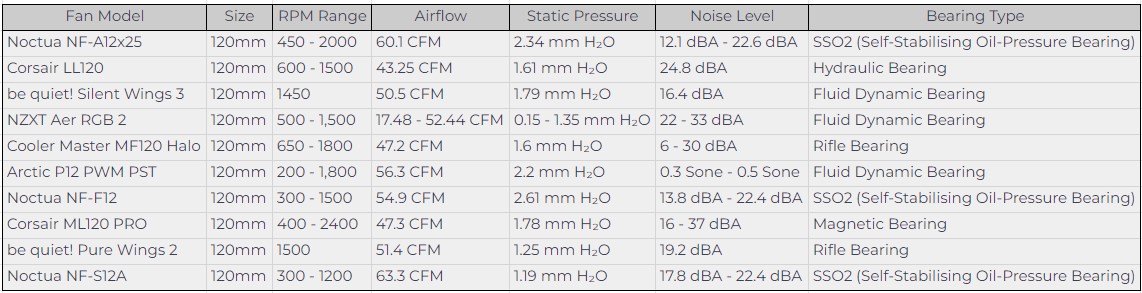 Fan Model Size RPM Range Airflow Static Pressure Noise Level Bearing Type
Noctua NF-A12x25 120mm 450 - 2000 60.1 CFM 2.34 mm H₂O 12.1 dBA - 22.6 dBA SSO2 (Self-Stabilising Oil-Pressure Bearing)
Corsair LL120 120mm 600 - 1500 43.25 CFM 1.61 mm H₂O 24.8 dBA Hydraulic Bearing
be quiet! Silent Wings 3 120mm 1450 50.5 CFM 1.79 mm H₂O 16.4 dBA Fluid Dynamic Bearing
NZXT Aer RGB 2 120mm 500 - 1,500 17.48 - 52.44 CFM 0.15 - 1.35 mm H₂O 22 - 33 dBA Fluid Dynamic Bearing
Cooler Master MF120 Halo 120mm 650 - 1800 47.2 CFM 1.6 mm H₂O 6 - 30 dBA Rifle Bearing
Arctic P12 PWM PST 120mm 200 - 1,800 56.3 CFM 2.2 mm H₂O 0.3 Sone - 0.5 Sone Fluid Dynamic Bearing
Noctua NF-F12 120mm 300 - 1500 54.9 CFM 2.61 mm H₂O 13.8 dBA - 22.4 dBA SSO2 (Self-Stabilising Oil-Pressure Bearing)
Corsair ML120 PRO 120mm 400 - 2400 47.3 CFM 1.78 mm H₂O 16 - 37 dBA Magnetic Bearing
be quiet! Pure Wings 2 120mm 1500 51.4 CFM 1.25 mm H₂O 19.2 dBA Rifle Bearing
Noctua NF-S12A 120mm 300 - 1200 63.3 CFM 1.19 mm H₂O 17.8 dBA - 22.4 dBA SSO2 (Self-Stabilising Oil-Pressure Bearing)